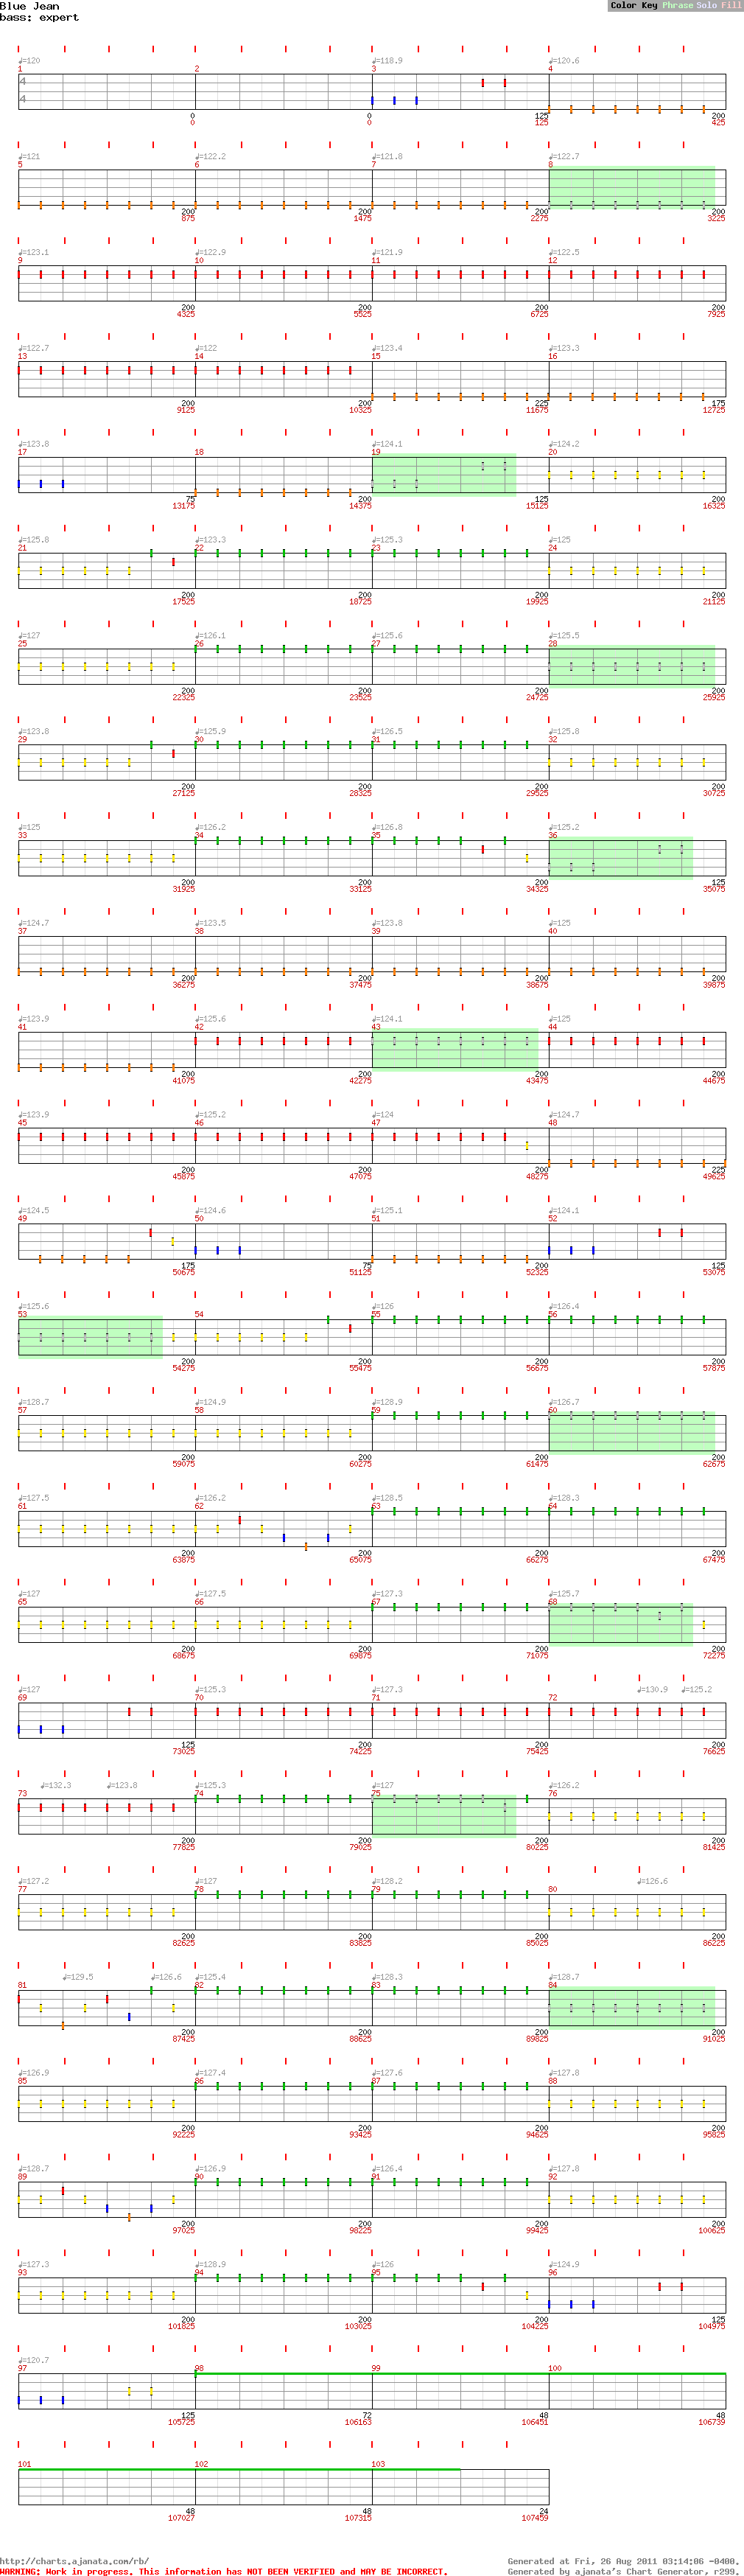 Blue Jean
Color Key Phrase Solo Fill
bass: expert
♩=120 ♩=118.9 ♩=120.6
1 2 3 4
4
4
0 0 125 200
0 0 125 425
♩=121 ♩=122.2 ♩=121.8 ♩=122.7
5 6 7 8
200 200 200 200
875 1475 2275 3225
♩=123.1 ♩=122.9 ♩=121.9 ♩=122.5
9 10 11 12
200 200 200 200
4325 5525 6725 7925
♩=122.7 ♩=122 ♩=123.4 ♩=123.3
13 14 15 16
200 200 225 175
9125 10325 11675 12725
♩=123.8 ♩=124.1 ♩=124.2
17 18 19 20
75 200 125 200
13175 14375 15125 16325
♩=125.8 ♩=123.3 ♩=125.3 ♩=125
21 22 23 24
200 200 200 200
17525 18725 19925 21125
♩=127 ♩=126.1 ♩=125.6 ♩=125.5
25 26 27 28
200 200 200 200
22325 23525 24725 25925
♩=123.8 ♩=125.9 ♩=126.5 ♩=125.8
29 30 31 32
200 200 200 200
27125 28325 29525 30725
♩=125 ♩=126.2 ♩=126.8 ♩=125.2
33 34 35 36
200 200 200 125
31925 33125 34325 35075
♩=124.7 ♩=123.5 ♩=123.8 ♩=125
37 38 39 40
200 200 200 200
36275 37475 38675 39875
♩=123.9 ♩=125.6 ♩=124.1 ♩=125
41 42 43 44
200 200 200 200
41075 42275 43475 44675
♩=123.9 ♩=125.2 ♩=124 ♩=124.7
45 46 47 48
200 200 200 225
45875 47075 48275 49625
♩=124.5 ♩=124.6 ♩=125.1 ♩=124.1
49 50 51 52
175 75 200 125
50675 51125 52325 53075
♩=125.6 ♩=126 ♩=126.4
53 54 55 56
200 200 200 200
54275 55475 56675 57875
♩=128.7 ♩=124.9 ♩=128.9 ♩=126.7
57 58 59 60
200 200 200 200
59075 60275 61475 62675
♩=127.5 ♩=126.2 ♩=128.5 ♩=128.3
61 62 63 64
200 200 200 200
63875 65075 66275 67475
♩=127 ♩=127.5 ♩=127.3 ♩=125.7
65 66 67 68
200 200 200 200
68675 69875 71075 72275
♩=127 ♩=125.3 ♩=127.3 ♩=130.9 ♩=125.2
69 70 71 72
125 200 200 200
73025 74225 75425 76625
♩=132.3 ♩=123.8 ♩=125.3 ♩=127 ♩=126.2
73 74 75 76
200 200 200 200
77825 79025 80225 81425
♩=127.2 ♩=127 ♩=128.2 ♩=126.6
77 78 79 80
200 200 200 200
82625 83825 85025 86225
♩=129.5 ♩=126.6 ♩=125.4 ♩=128.3 ♩=128.7
81 82 83 84
200 200 200 200
87425 88625 89825 91025
♩=126.9 ♩=127.4 ♩=127.6 ♩=127.8
85 86 87 88
200 200 200 200
92225 93425 94625 95825
♩=128.7 ♩=126.9 ♩=126.4 ♩=127.8
89 90 91 92
200 200 200 200
97025 98225 99425 100625
♩=127.3 ♩=128.9 ♩=126 ♩=124.9
93 94 95 96
200 200 200 125
101825 103025 104225 104975
♩=120.7
97 98 99 100
125 72 48 48
105725 106163 106451 106739
101 102 103
48 48 24
107027 107315 107459
http://charts.ajanata.com/rb/
Generated at Fri, 26 Aug 2011 03:14:06 -0400.
WARNING: Work in progress. This information has NOT BEEN VERIFIED and MAY BE INCORRECT.
Generated by ajanata's Chart Generator, r299.